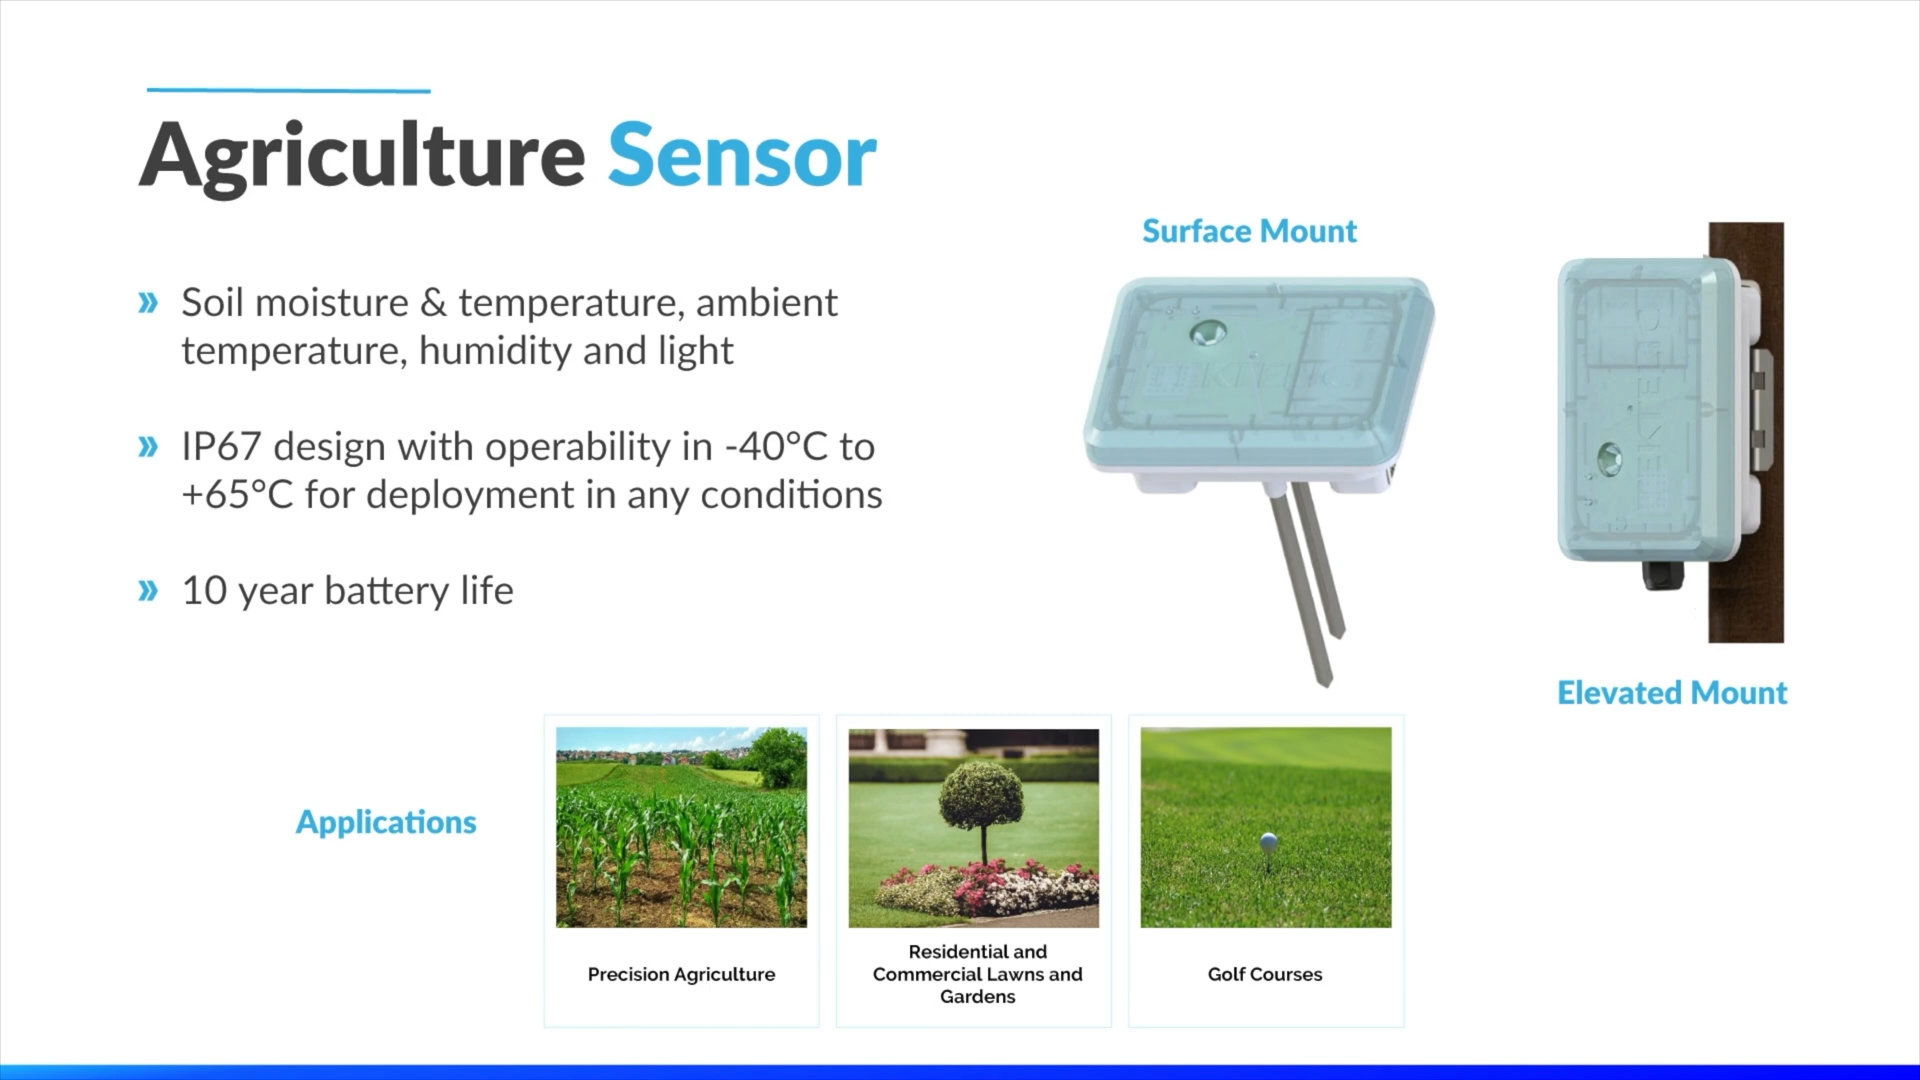 Agriculture Sensor
» Soil moisture & temperature, ambient
temperature, humidity and light
» IP67 design with operability in -40°C to
+65°C for deployment in any conditions
» 10 year battery life
Surface Mount
Elevated Mount
Applications
Precision Agriculture
Residential and
Commercial Lawns and
Gardens
Golf Courses